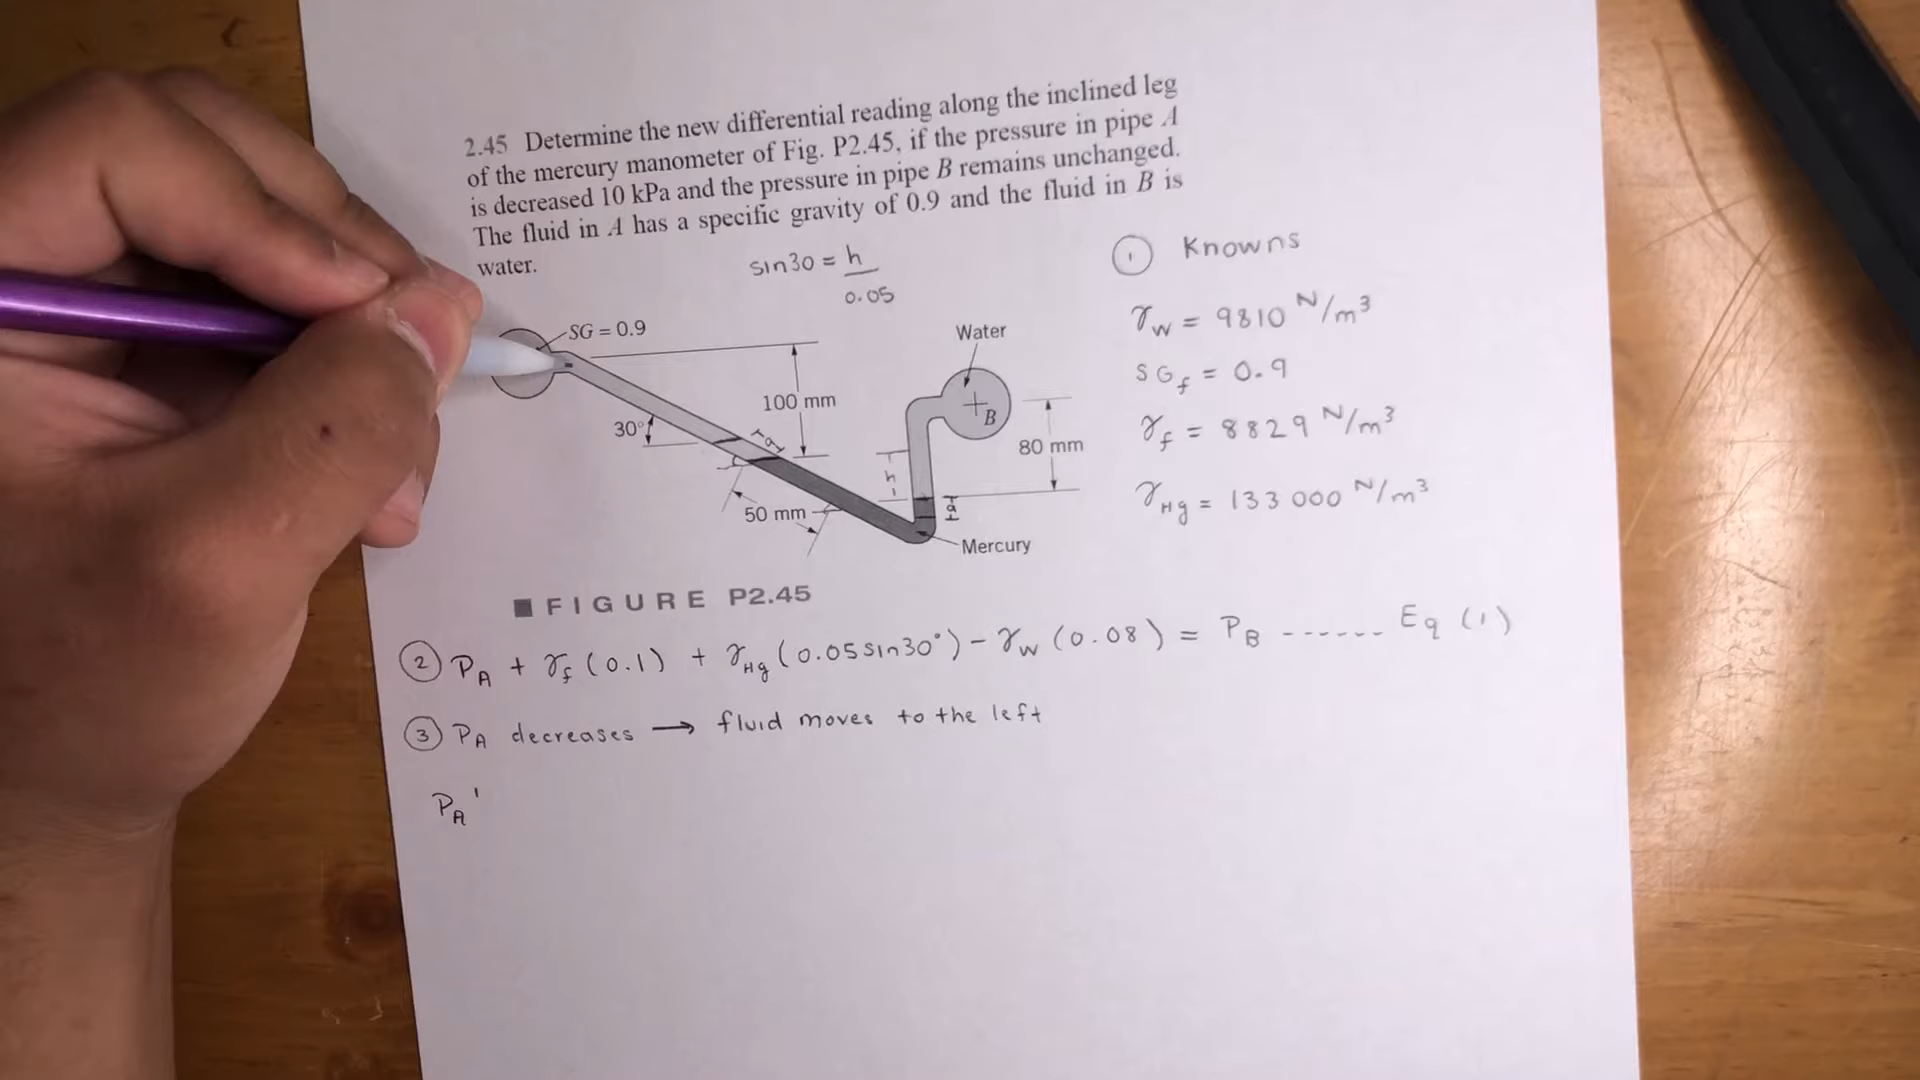 2.45 Determine the new differential reading along the inclined leg
of the mercury manometer of Fig. P2.45, if the pressure in pipe A
is decreased 10 kPa and the pressure in pipe B remains unchanged.
The fluid in A has a specific gravity of 0.9 and the fluid in B is
water.
sin30 = h
0.05
SG = 0.9
100 mm
30°
a
50 mm
Water
B
80 mm
h
a
Mercury
FIGURE P2.45
1 Knowns
γw = 9810 N/m³
SGf = 0.9
γf = 8829 N/m³
γHg = 133 000 N/m³
2 PA + γf (0.1) + γHg (0.05sin30°) - γw (0.08) = PB ------ Eq (1)
3 PA decreases → fluid moves to the left
PA'